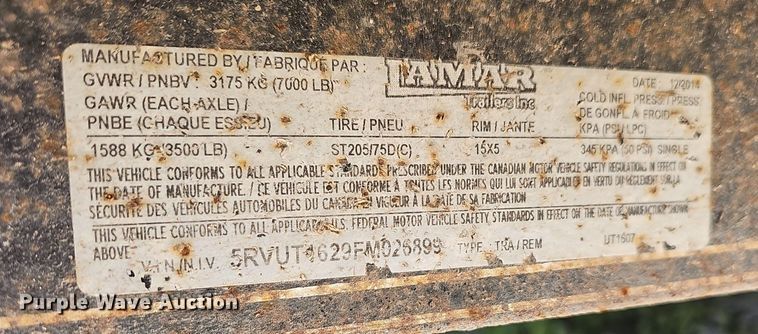 MANUFACTURED BY / FABRIQUE PAR : LAMAR
GVWR / PNBV : 3175 KG (7000 LB) Trailers Inc. DATE : 12/2014
GAWR (EACH AXLE) / COLD INFL. PRESS / PRESS
PNBE (CHAQUE ESSIEU) TIRE / PNEU RIM / JANTE DE GONFL. A FROID
KPA (PSI / LPC)
1588 KG (3500 LB) ST205/75D(C) 15X5 345 KPA (50 PSI) SINGLE
THIS VEHICLE CONFORMS TO ALL APPLICABLE STANDARDS PRESCRIBED UNDER THE CANADIAN MOTOR VEHICLE SAFETY REGULATIONS IN EFFECT ON
THE DATE OF MANUFACTURE. / CE VEHICULE EST CONFORME A TOUTES LES NORMES QUI LUI SONT APPLICABLES EN VERTU DU REGLEMENT SUR LA
SÉCURITÉ DES VÉHICULES AUTOMOBILES DU CANADA EN VIGUEUR A LA DATE DE SA FABRICATION
THIS VEHICLE CONFORMS TO ALL APPLICABLE U.S. FEDERAL MOTOR VEHICLE SAFETY STANDARDS IN EFFECT ON THE DATE OF MANUFACTURE SHOWN
ABOVE
V.I.N./N.I.V. 5RVUT1629FM026899 TYPE : TRA / REM UT1607
Purple Wave Auction